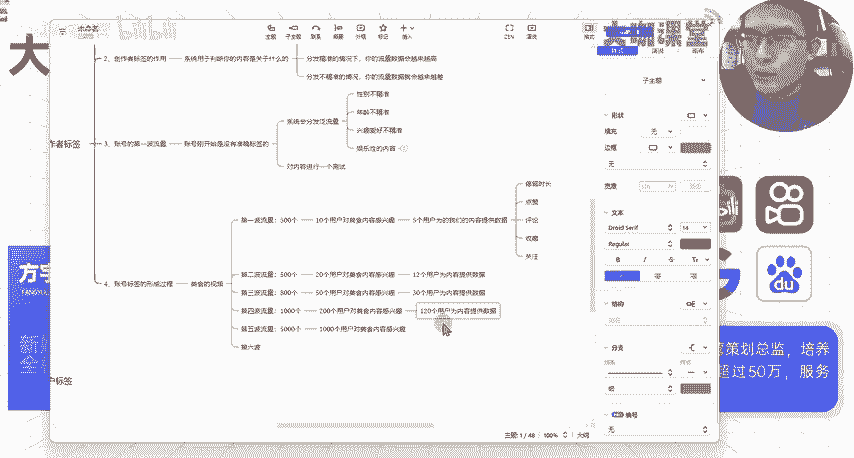 大
bilibili
主题
子主题
概要
标记
插入
演说
格式
子主题
2、创作者标签的作用
系统用于判断你的内容是关于什么的
分发精准的情况下,你的流量数据会越来越高
分发不精准的情况,你的流量数据就会越来越差
作者标签
3、账号的第一波流量
账号刚开始是没有准确标签的
系统会分发泛流量
性别不精准
年龄不精准
兴趣爱好不精准
娱乐性的内容
对内容进行一个测试
4、账号标签的形成过程
美食的视频
第一波流量:300个
10个用户对美食内容感兴趣
5个用户为的我们的内容提供数据
停留时长
点赞
评论
收藏
关注
第二波流量:500个
20个用户对美食内容感兴趣
12个用户为内容提供数据
第三波流量:800个
50个用户对美食内容感兴趣
30个用户为内容提供数据
第四波流量:1000个
200个用户对美食内容感兴趣
120个用户为内容提供数据
第五波流量:5000个
1000个用户对美食内容感兴趣
第六波
户标签
形状
填充
无
边框
无
宽度
文本
Droid Serif
14
Regular
B
I
S
结构
分支
编号
无
主题: 1 / 48
100%
大纲
du
策划总监,培养
超过50万,服务